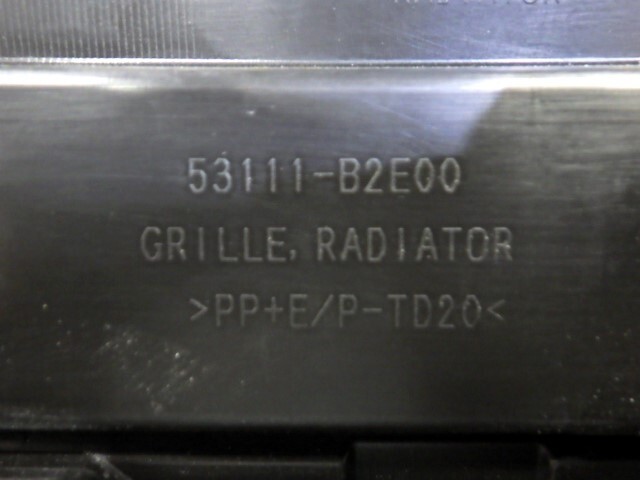 53111-B2E00
GRILLE, RADIATOR
>PP+E/P-TD20<